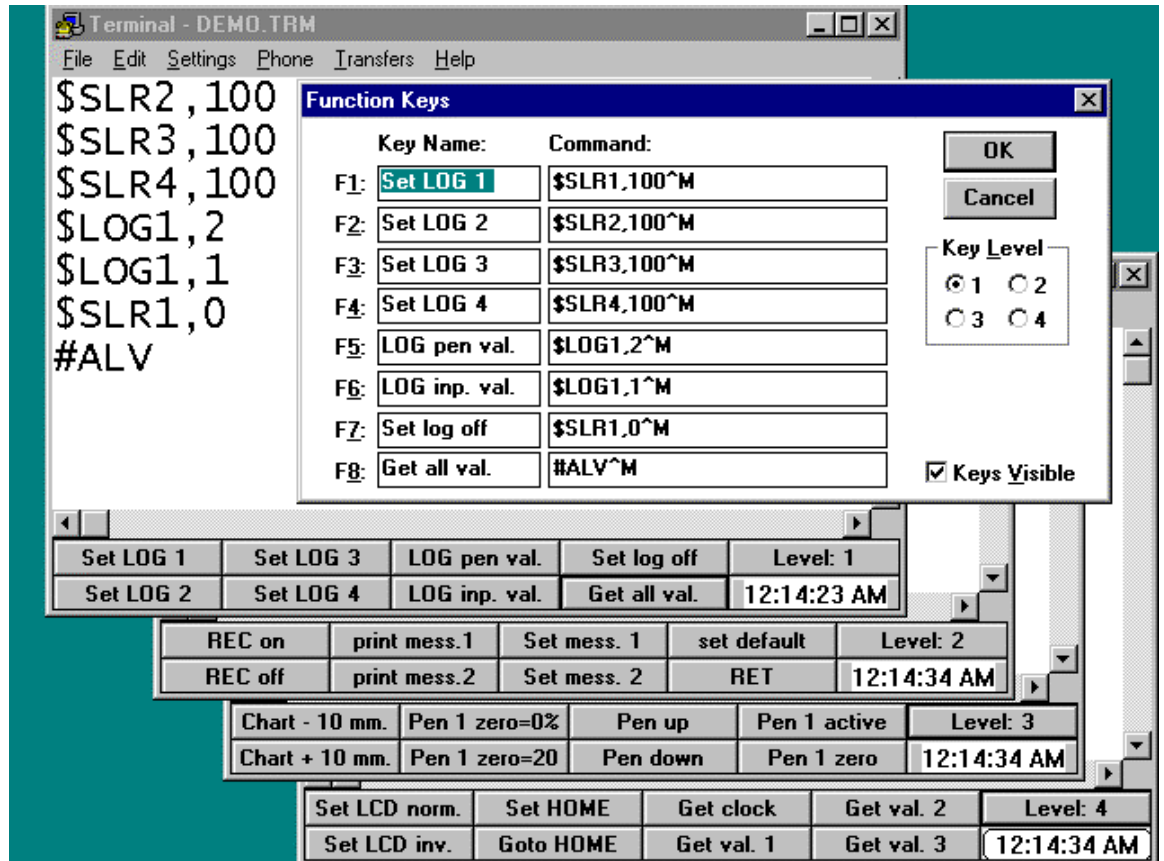 Terminal - DEMO.TRM
File Edit Settings Phone Transfers Help
$SLR2,100
$SLR3,100
$SLR4,100
$LOG1,2
$LOG1,1
$SLR1,0
#ALV
Function Keys
Key Name: Command:
F1: Set LOG 1 $SLR1,100^M
F2: Set LOG 2 $SLR2,100^M
F3: Set LOG 3 $SLR3,100^M
F4: Set LOG 4 $SLR4,100^M
F5: LOG pen val. $LOG1,2^M
F6: LOG inp. val. $LOG1,1^M
F7: Set log off $SLR1,0^M
F8: Get all val. #ALV^M
OK
Cancel
Key Level
1 2
3 4
Keys Visible
Set LOG 1 Set LOG 3 LOG pen val. Set log off Level: 1
Set LOG 2 Set LOG 4 LOG inp. val. Get all val. 12:14:23 AM
REC on print mess.1 Set mess. 1 set default Level: 2
REC off print mess.2 Set mess. 2 RET 12:14:34 AM
Chart - 10 mm. Pen 1 zero=0% Pen up Pen 1 active Level: 3
Chart + 10 mm. Pen 1 zero=20 Pen down Pen 1 zero 12:14:34 AM
Set LCD norm. Set HOME Get clock Get val. 2 Level: 4
Set LCD inv. Goto HOME Get val. 1 Get val. 3 12:14:34 AM